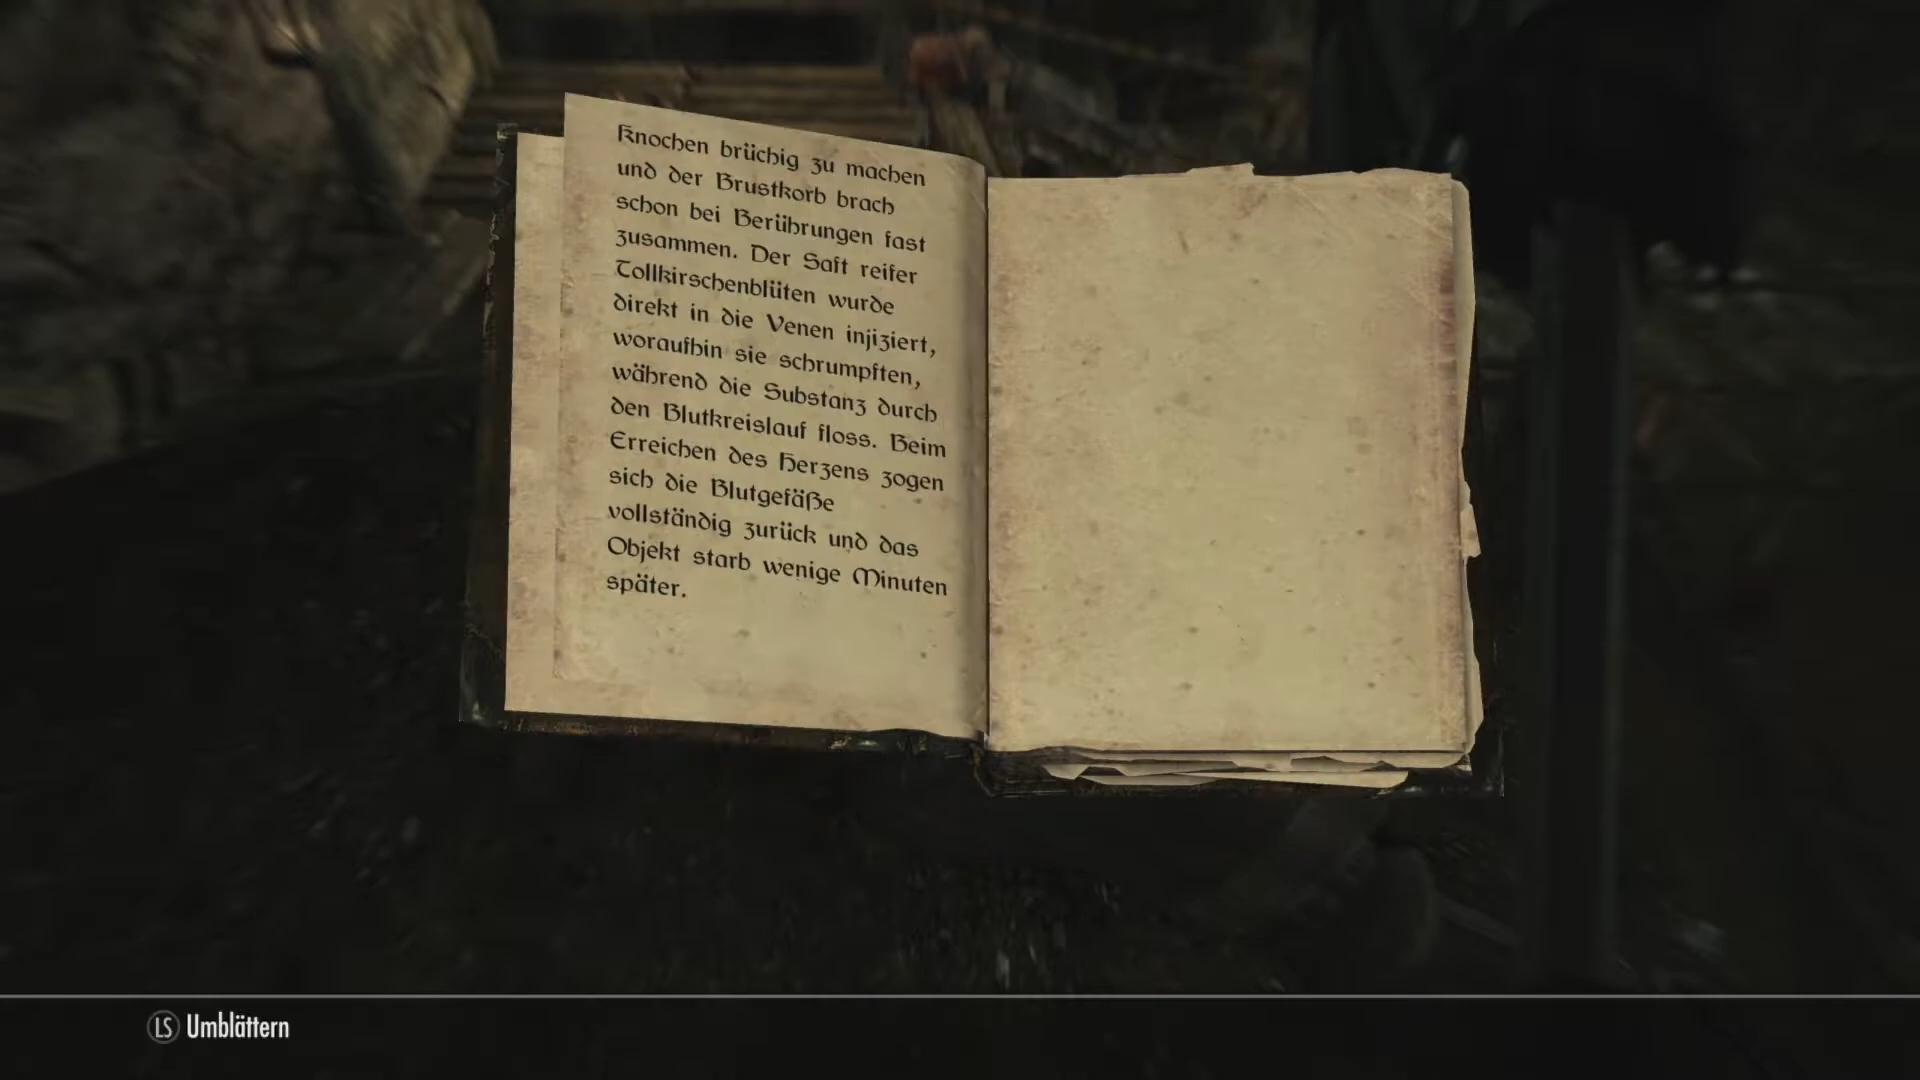 Knochen brüchig zu machen
und der Brustkorb brach
schon bei Berührungen fast
zusammen. Der Saft reifer
Tollkirschenblüten wurde
direkt in die Venen injiziert,
woraufhin sie schrumpften,
während die Substanz durch
den Blutkreislauf floss. Beim
Erreichen des Herzens zogen
sich die Blutgefäße
vollständig zurück und das
Objekt starb wenige Minuten
später.
LS Umblättern